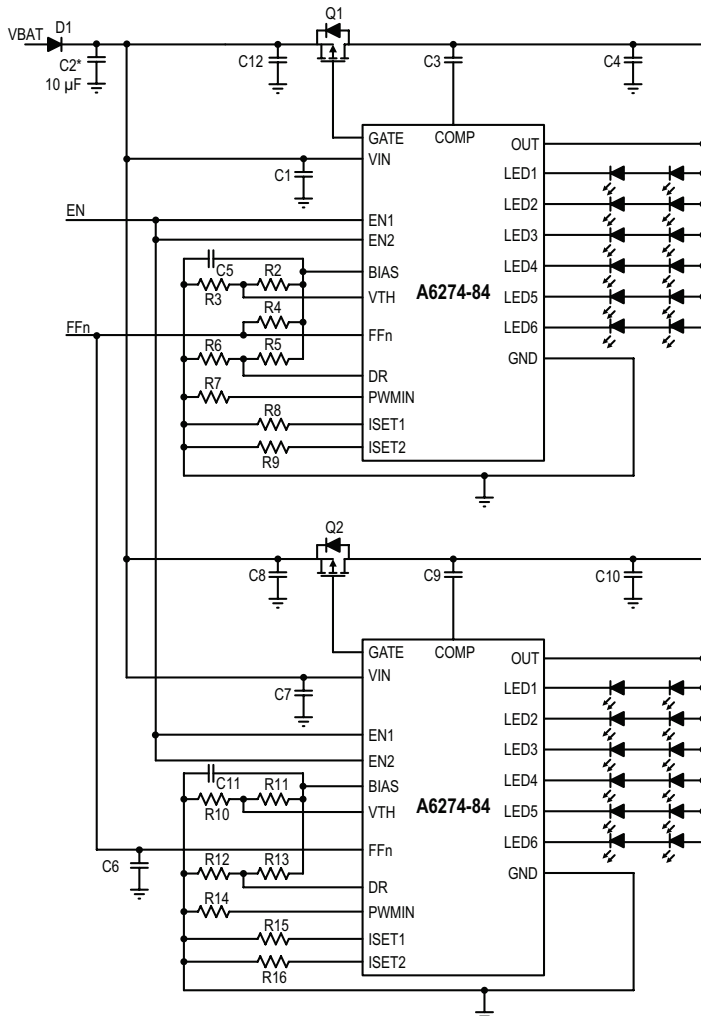 Q1
VBAT D1
C2*
10 µF
C12
C3
C4
GATE
COMP
OUT
VIN
LED1
C1
LED2
EN
EN1
EN2
LED3
C5
BIAS
A6274-84
LED4
R3
R2
VTH
LED5
R4
FFn
FFn
LED6
R6
R5
GND
DR
R7
PWMIN
R8
ISET1
R9
ISET2
Q2
C8
C9
C10
GATE
COMP
OUT
VIN
LED1
C7
LED2
EN1
LED3
EN2
C11
BIAS
LED4
R10
R11
VTH
A6274-84
LED5
FFn
LED6
C6
R12
R13
GND
DR
R14
PWMIN
R15
ISET1
R16
ISET2